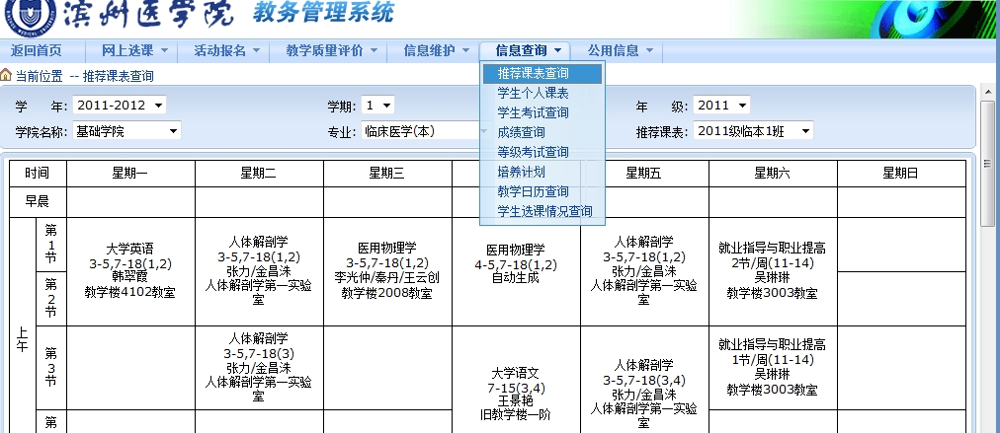 滨州医学院 教务管理系统
返回首页 网上选课 活动报名 教学质量评价 信息维护 信息查询 公用信息
当前位置 -- 推荐课表查询
推荐课表查询
学生个人课表
学生考试查询
成绩查询
等级考试查询
培养计划
教学日历查询
学生选课情况查询
学 年: 2011-2012 学期: 1 年 级: 2011
学院名称: 基础学院 专业: 临床医学(本) 推荐课表: 2011级临本1班
时间 星期一 星期二 星期三 星期五 星期六 星期日
早晨
上午
第1节
大学英语
3-5,7-18(1,2)
韩翠霞
教学楼4102教室
人体解剖学
3-5,7-18(1,2)
张力/金昌洙
人体解剖学第一实验
室
医用物理学
3-5,7-18(1,2)
李光仲/秦丹/王云创
教学楼2008教室
医用物理学
4-5,7-18(1,2)
自动生成
人体解剖学
3-5,7-18(1,2)
张力/金昌洙
人体解剖学第一实验
室
就业指导与职业提高
2节/周(11-14)
吴琳琳
教学楼3003教室
第2节
第3节
人体解剖学
3-5,7-18(3)
张力/金昌洙
人体解剖学第一实验
室
大学语文
7-15(3,4)
王景艳
旧教学楼一阶
人体解剖学
3-5,7-18(3,4)
张力/金昌洙
人体解剖学第一实验
室
就业指导与职业提高
1节/周(11-14)
吴琳琳
教学楼3003教室
第